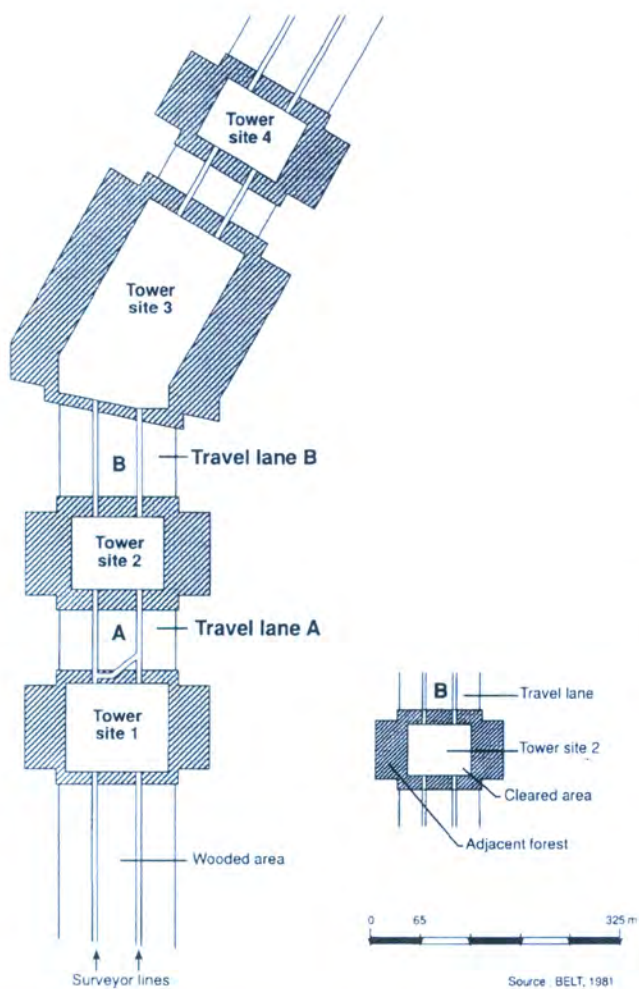 Tower
site 4
Tower
site 3
B
Travel lane B
Tower
site 2
A
Travel lane A
Tower
site 1
Wooded area
Surveyor lines
B
Travel lane
Tower site 2
Cleared area
Adjacent forest
0 65 325 m
Source : BELT, 1981